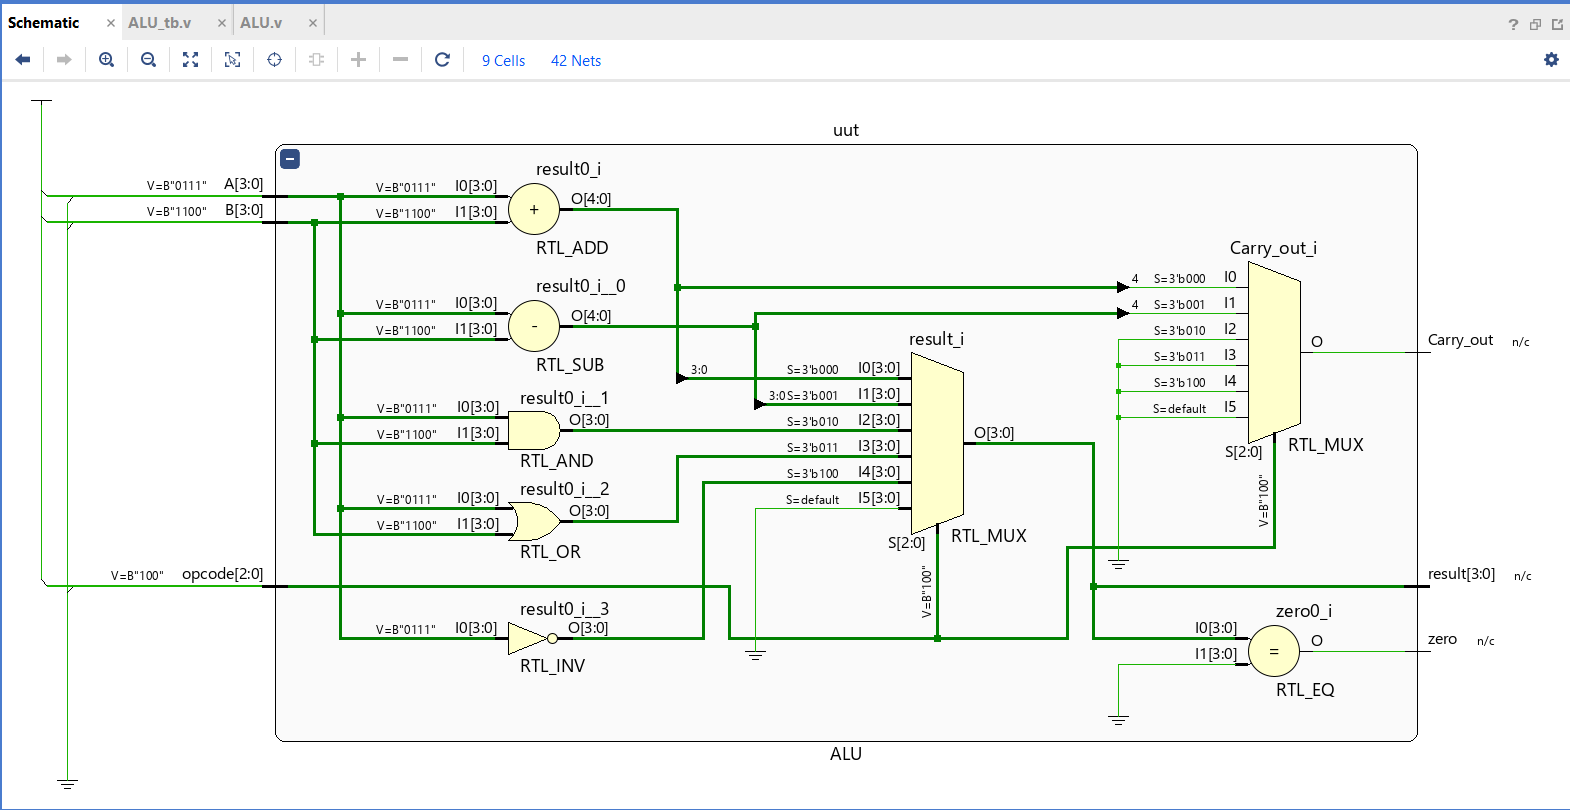 Schematic × ALU_tb.v × ALU.v ×
?
9 Cells 42 Nets
uut
V=B"0111" A[3:0]
V=B"1100" B[3:0]
V=B"100" opcode[2:0]
result0_i
V=B"0111" I0[3:0]
V=B"1100" I1[3:0]
+
O[4:0]
RTL_ADD
result0_i__0
V=B"0111" I0[3:0]
V=B"1100" I1[3:0]
-
O[4:0]
RTL_SUB
result0_i__1
V=B"0111" I0[3:0]
V=B"1100" I1[3:0]
O[3:0]
RTL_AND
result0_i__2
V=B"0111" I0[3:0]
V=B"1100" I1[3:0]
O[3:0]
RTL_OR
result0_i__3
V=B"0111" I0[3:0]
O[3:0]
RTL_INV
result_i
3:0 S=3'b000 I0[3:0]
3:0 S=3'b001 I1[3:0]
S=3'b010 I2[3:0]
S=3'b011 I3[3:0]
S=3'b100 I4[3:0]
S=default I5[3:0]
O[3:0]
S[2:0]
RTL_MUX
V=B"100"
Carry_out_i
4 S=3'b000 I0
4 S=3'b001 I1
S=3'b010 I2
S=3'b011 I3
S=3'b100 I4
S=default I5
O
S[2:0]
RTL_MUX
V=B"100"
Carry_out n/c
result[3:0] n/c
zero0_i
I0[3:0]
I1[3:0]
=
O
RTL_EQ
zero n/c
ALU